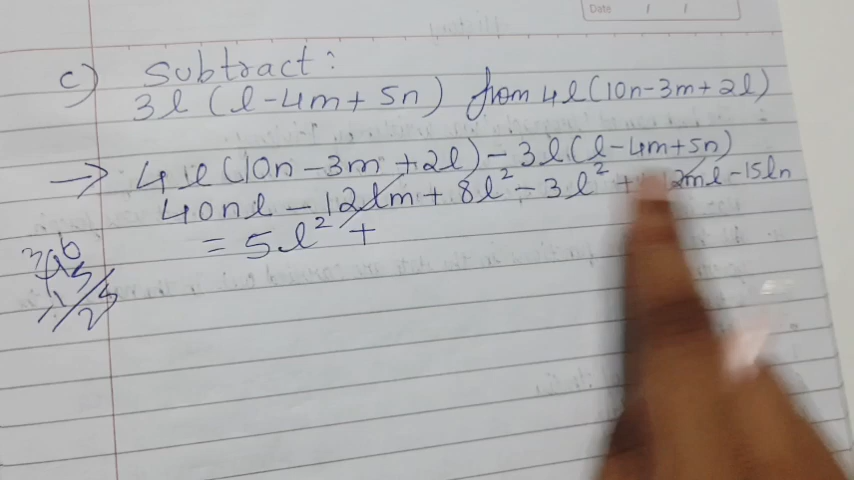 Date / /
c) Subtract:
3l (l-4m+5n) from 4l(10n-3m+2l)
→ 4l(10n-3m+2l)-3l(l-4m+5n)
40nl-12lm+8l²-3l²+12ml-15ln
= 5l² +